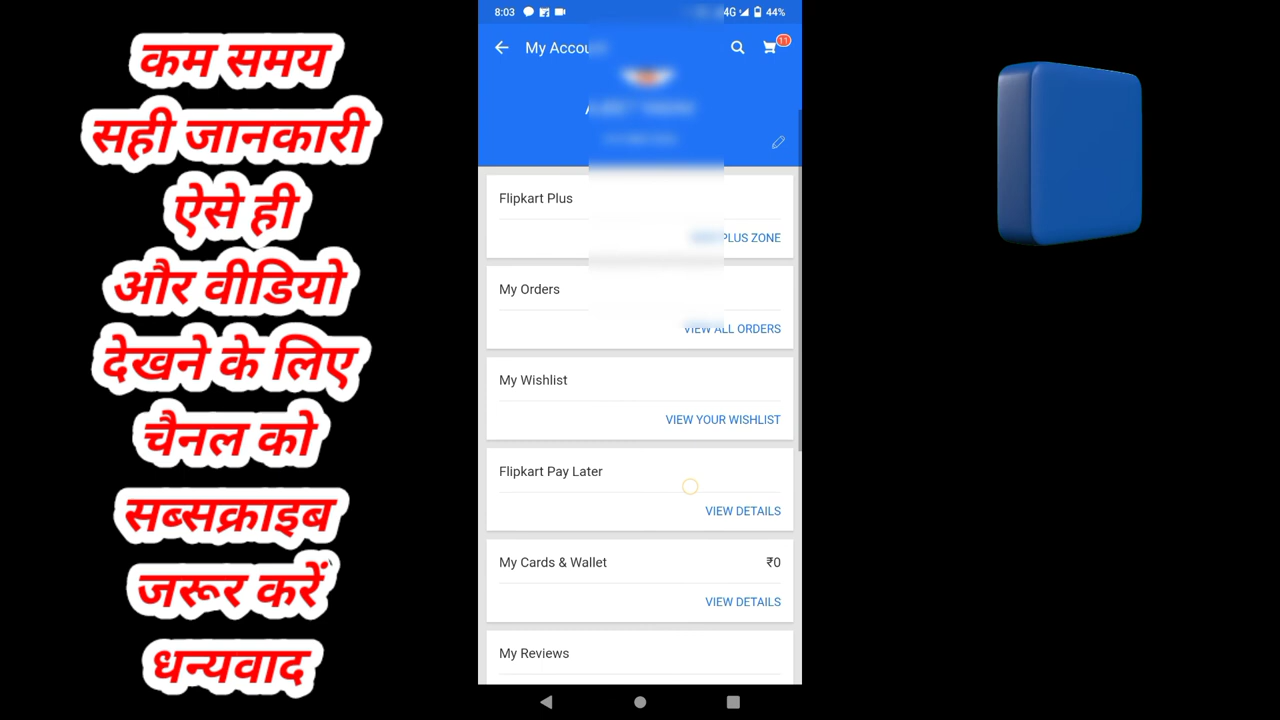 कम समय
सही जानकारी
ऐसे ही
और वीडियो
देखने के लिए
चैनल को
सब्सक्राइब
जरूर करें
धन्यवाद
8:03
4G 44%
My Account
11
Flipkart Plus
PLUS ZONE
My Orders
VIEW ALL ORDERS
My Wishlist
VIEW YOUR WISHLIST
Flipkart Pay Later
VIEW DETAILS
My Cards & Wallet ₹0
VIEW DETAILS
My Reviews